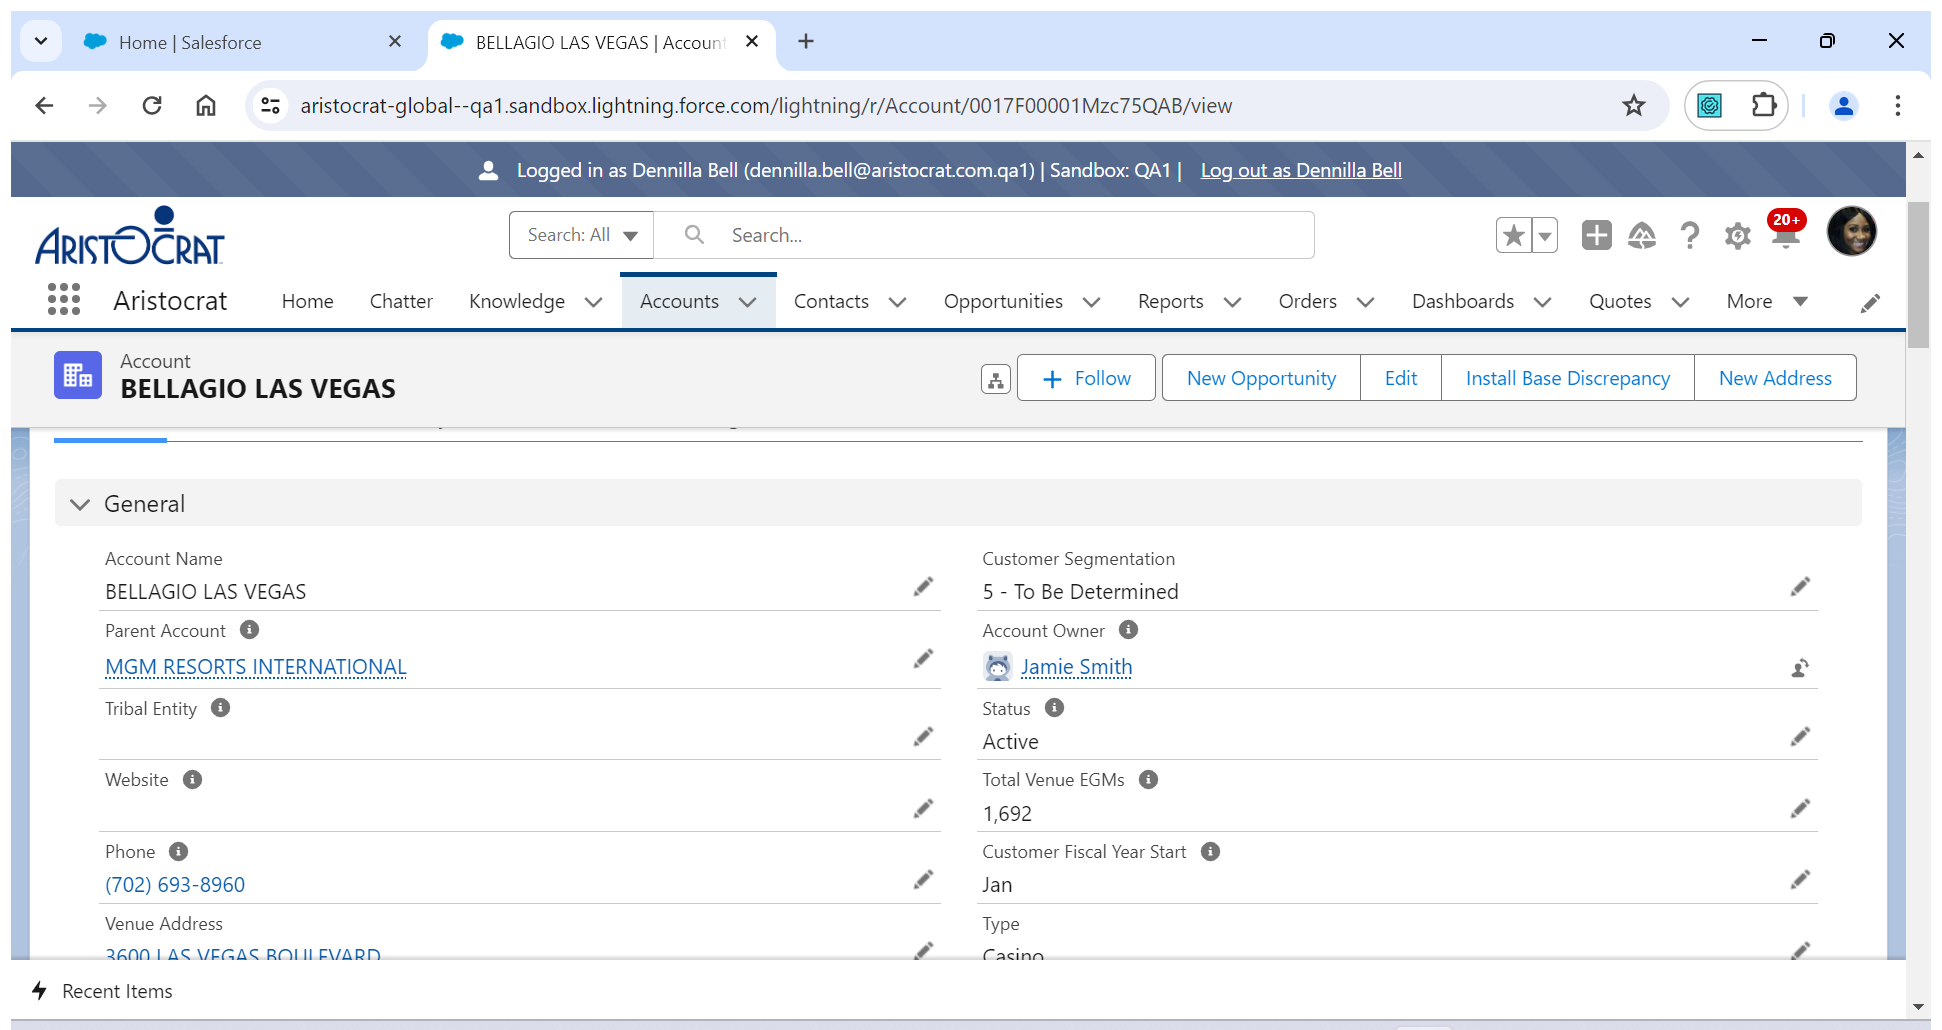 Home | Salesforce
BELLAGIO LAS VEGAS | Account
aristocrat-global--qa1.sandbox.lightning.force.com/lightning/r/Account/0017F00001Mzc75QAB/view
Logged in as Dennilla Bell (dennilla.bell@aristocrat.com.qa1) | Sandbox: QA1 | Log out as Dennilla Bell
ARISTOCRAT
Search: All
Search...
20+
Aristocrat
Home
Chatter
Knowledge
Accounts
Contacts
Opportunities
Reports
Orders
Dashboards
Quotes
More
Account
BELLAGIO LAS VEGAS
Follow
New Opportunity
Edit
Install Base Discrepancy
New Address
General
Account Name
BELLAGIO LAS VEGAS
Customer Segmentation
5 - To Be Determined
Parent Account
MGM RESORTS INTERNATIONAL
Account Owner
Jamie Smith
Tribal Entity
Status
Active
Website
Total Venue EGMs
1,692
Phone
(702) 693-8960
Customer Fiscal Year Start
Jan
Venue Address
3600 LAS VEGAS BOULEVARD
Type
Casino
Recent Items